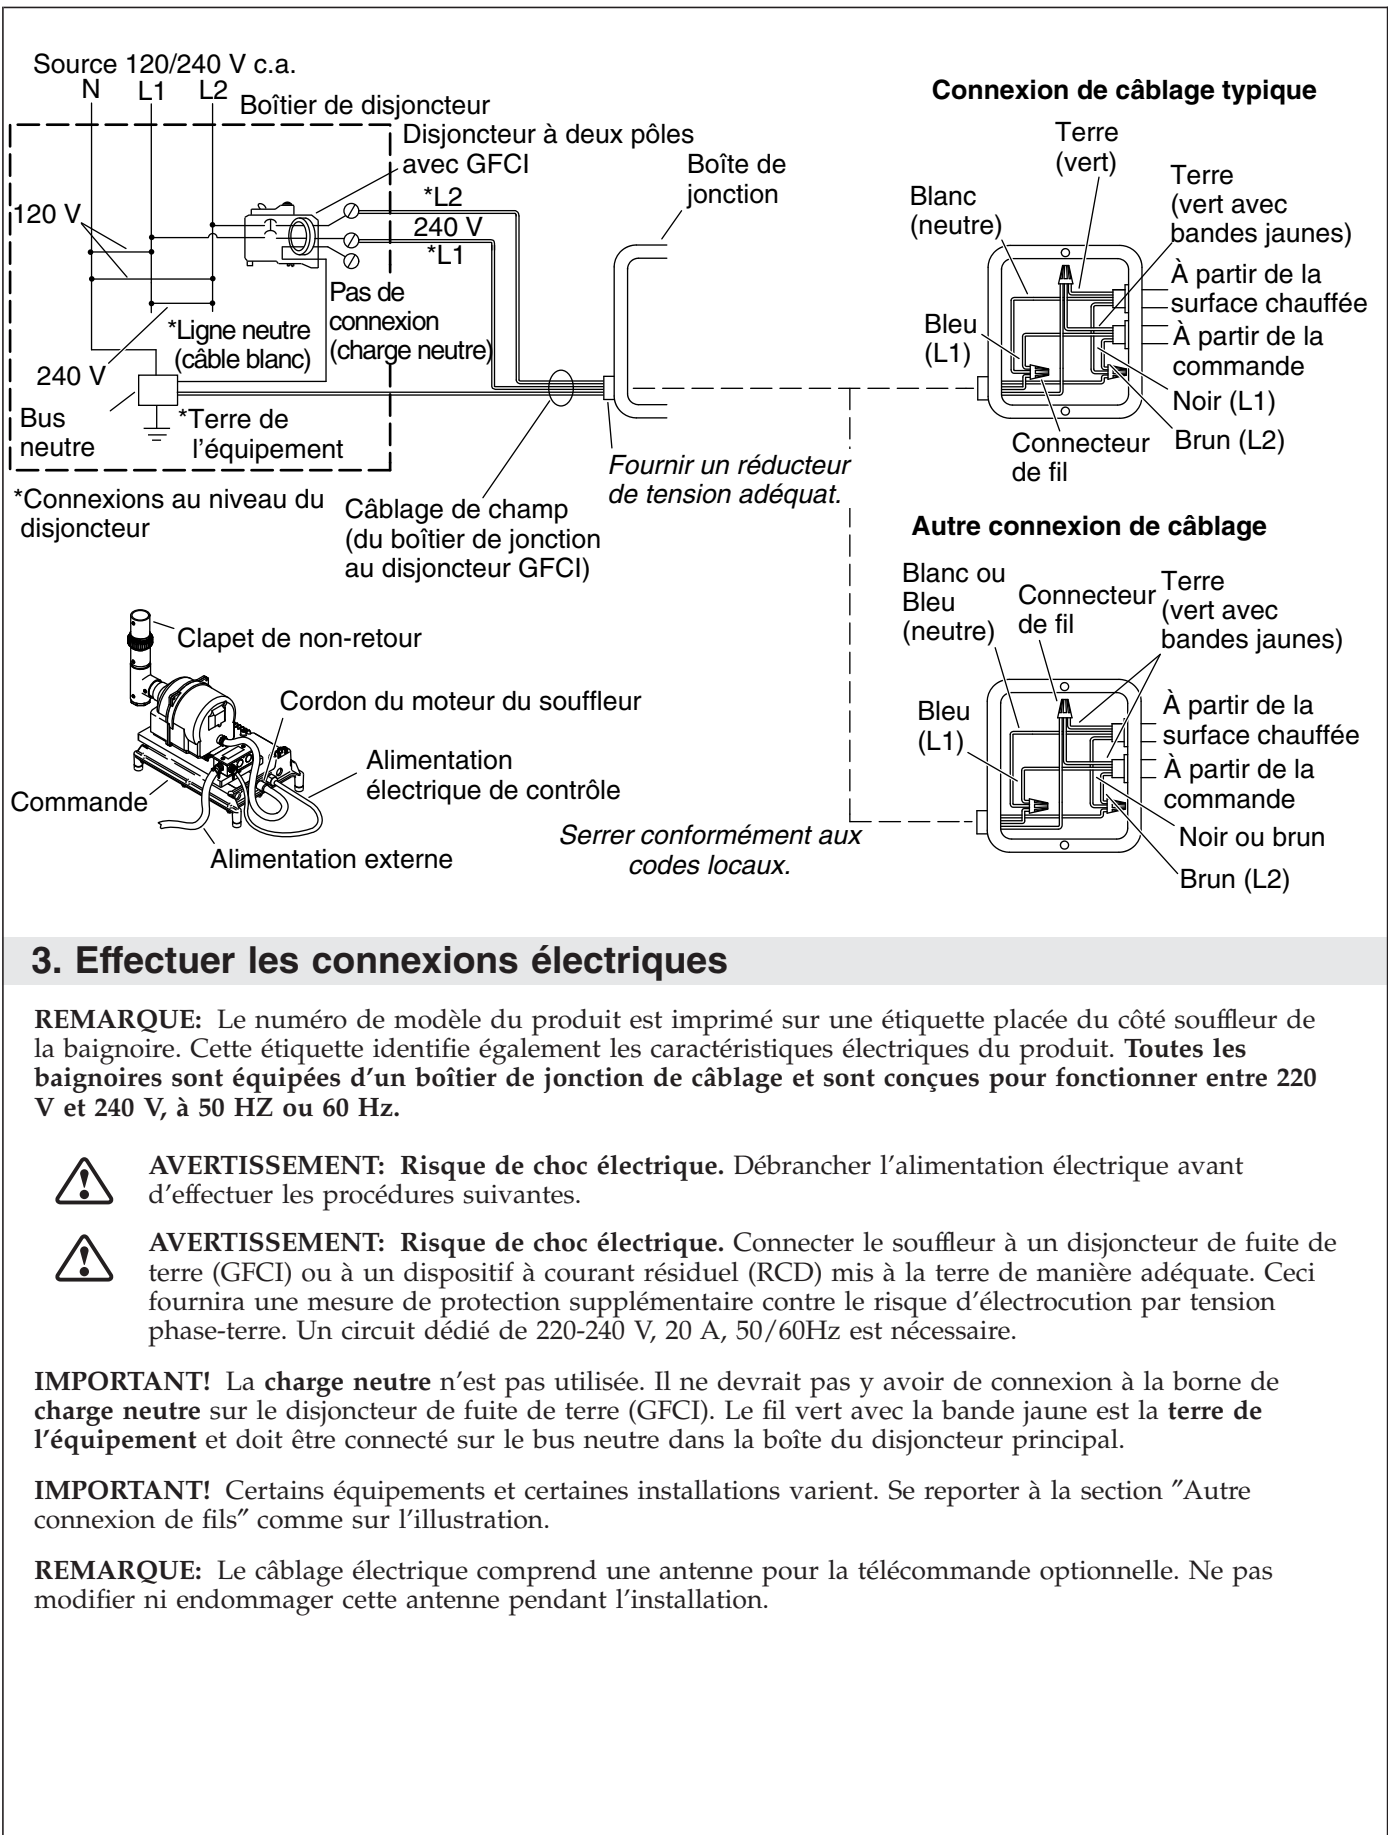 Source 120/240 V c.a.
N L1 L2
Boîtier de disjoncteur
Disjoncteur à deux pôles
avec GFCI
Boîte de
jonction
*L2
240 V
*L1
120 V
Pas de
connexion
(charge neutre)
*Ligne neutre
(câble blanc)
240 V
Bus
neutre
*Terre de
l'équipement
*Connexions au niveau du
disjoncteur
Câblage de champ
(du boîtier de jonction
au disjoncteur GFCI)
Fournir un réducteur
de tension adéquat.
Connexion de câblage typique
Terre
(vert)
Terre
(vert avec
bandes jaunes)
Blanc
(neutre)
À partir de la
surface chauffée
Bleu
(L1)
À partir de la
commande
Noir (L1)
Connecteur
de fil
Brun (L2)
Autre connexion de câblage
Blanc ou
Bleu
(neutre)
Connecteur
de fil
Terre
(vert avec
bandes jaunes)
Bleu
(L1)
À partir de la
surface chauffée
À partir de la
commande
Noir ou brun
Brun (L2)
Clapet de non-retour
Cordon du moteur du souffleur
Alimentation
électrique de contrôle
Commande
Alimentation externe
Serrer conformément aux
codes locaux.
3. Effectuer les connexions électriques
REMARQUE: Le numéro de modèle du produit est imprimé sur une étiquette placée du côté souffleur de
la baignoire. Cette étiquette identifie également les caractéristiques électriques du produit. Toutes les
baignoires sont équipées d'un boîtier de jonction de câblage et sont conçues pour fonctionner entre 220
V et 240 V, à 50 HZ ou 60 Hz.
AVERTISSEMENT: Risque de choc électrique. Débrancher l'alimentation électrique avant
d'effectuer les procédures suivantes.
AVERTISSEMENT: Risque de choc électrique. Connecter le souffleur à un disjoncteur de fuite de
terre (GFCI) ou à un dispositif à courant résiduel (RCD) mis à la terre de manière adéquate. Ceci
fournira une mesure de protection supplémentaire contre le risque d'électrocution par tension
phase-terre. Un circuit dédié de 220-240 V, 20 A, 50/60Hz est nécessaire.
IMPORTANT! La charge neutre n'est pas utilisée. Il ne devrait pas y avoir de connexion à la borne de
charge neutre sur le disjoncteur de fuite de terre (GFCI). Le fil vert avec la bande jaune est la terre de
l'équipement et doit être connecté sur le bus neutre dans la boîte du disjoncteur principal.
IMPORTANT! Certains équipements et certaines installations varient. Se reporter à la section ″Autre
connexion de fils″ comme sur l'illustration.
REMARQUE: Le câblage électrique comprend une antenne pour la télécommande optionnelle. Ne pas
modifier ni endommager cette antenne pendant l'installation.